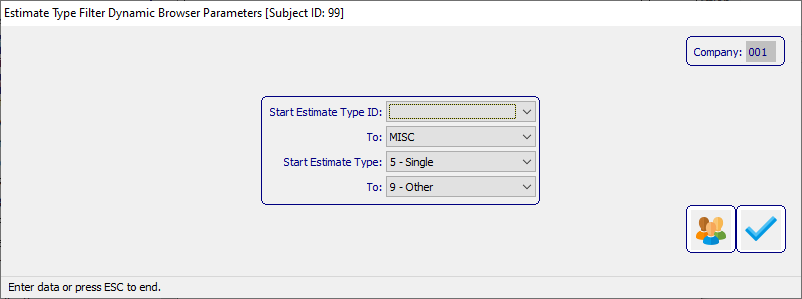 Estimate Type Filter Dynamic Browser Parameters [Subject ID: 99]
Company: 001
Start Estimate Type ID:
To: MISC
Start Estimate Type: 5 - Single
To: 9 - Other
Enter data or press ESC to end.